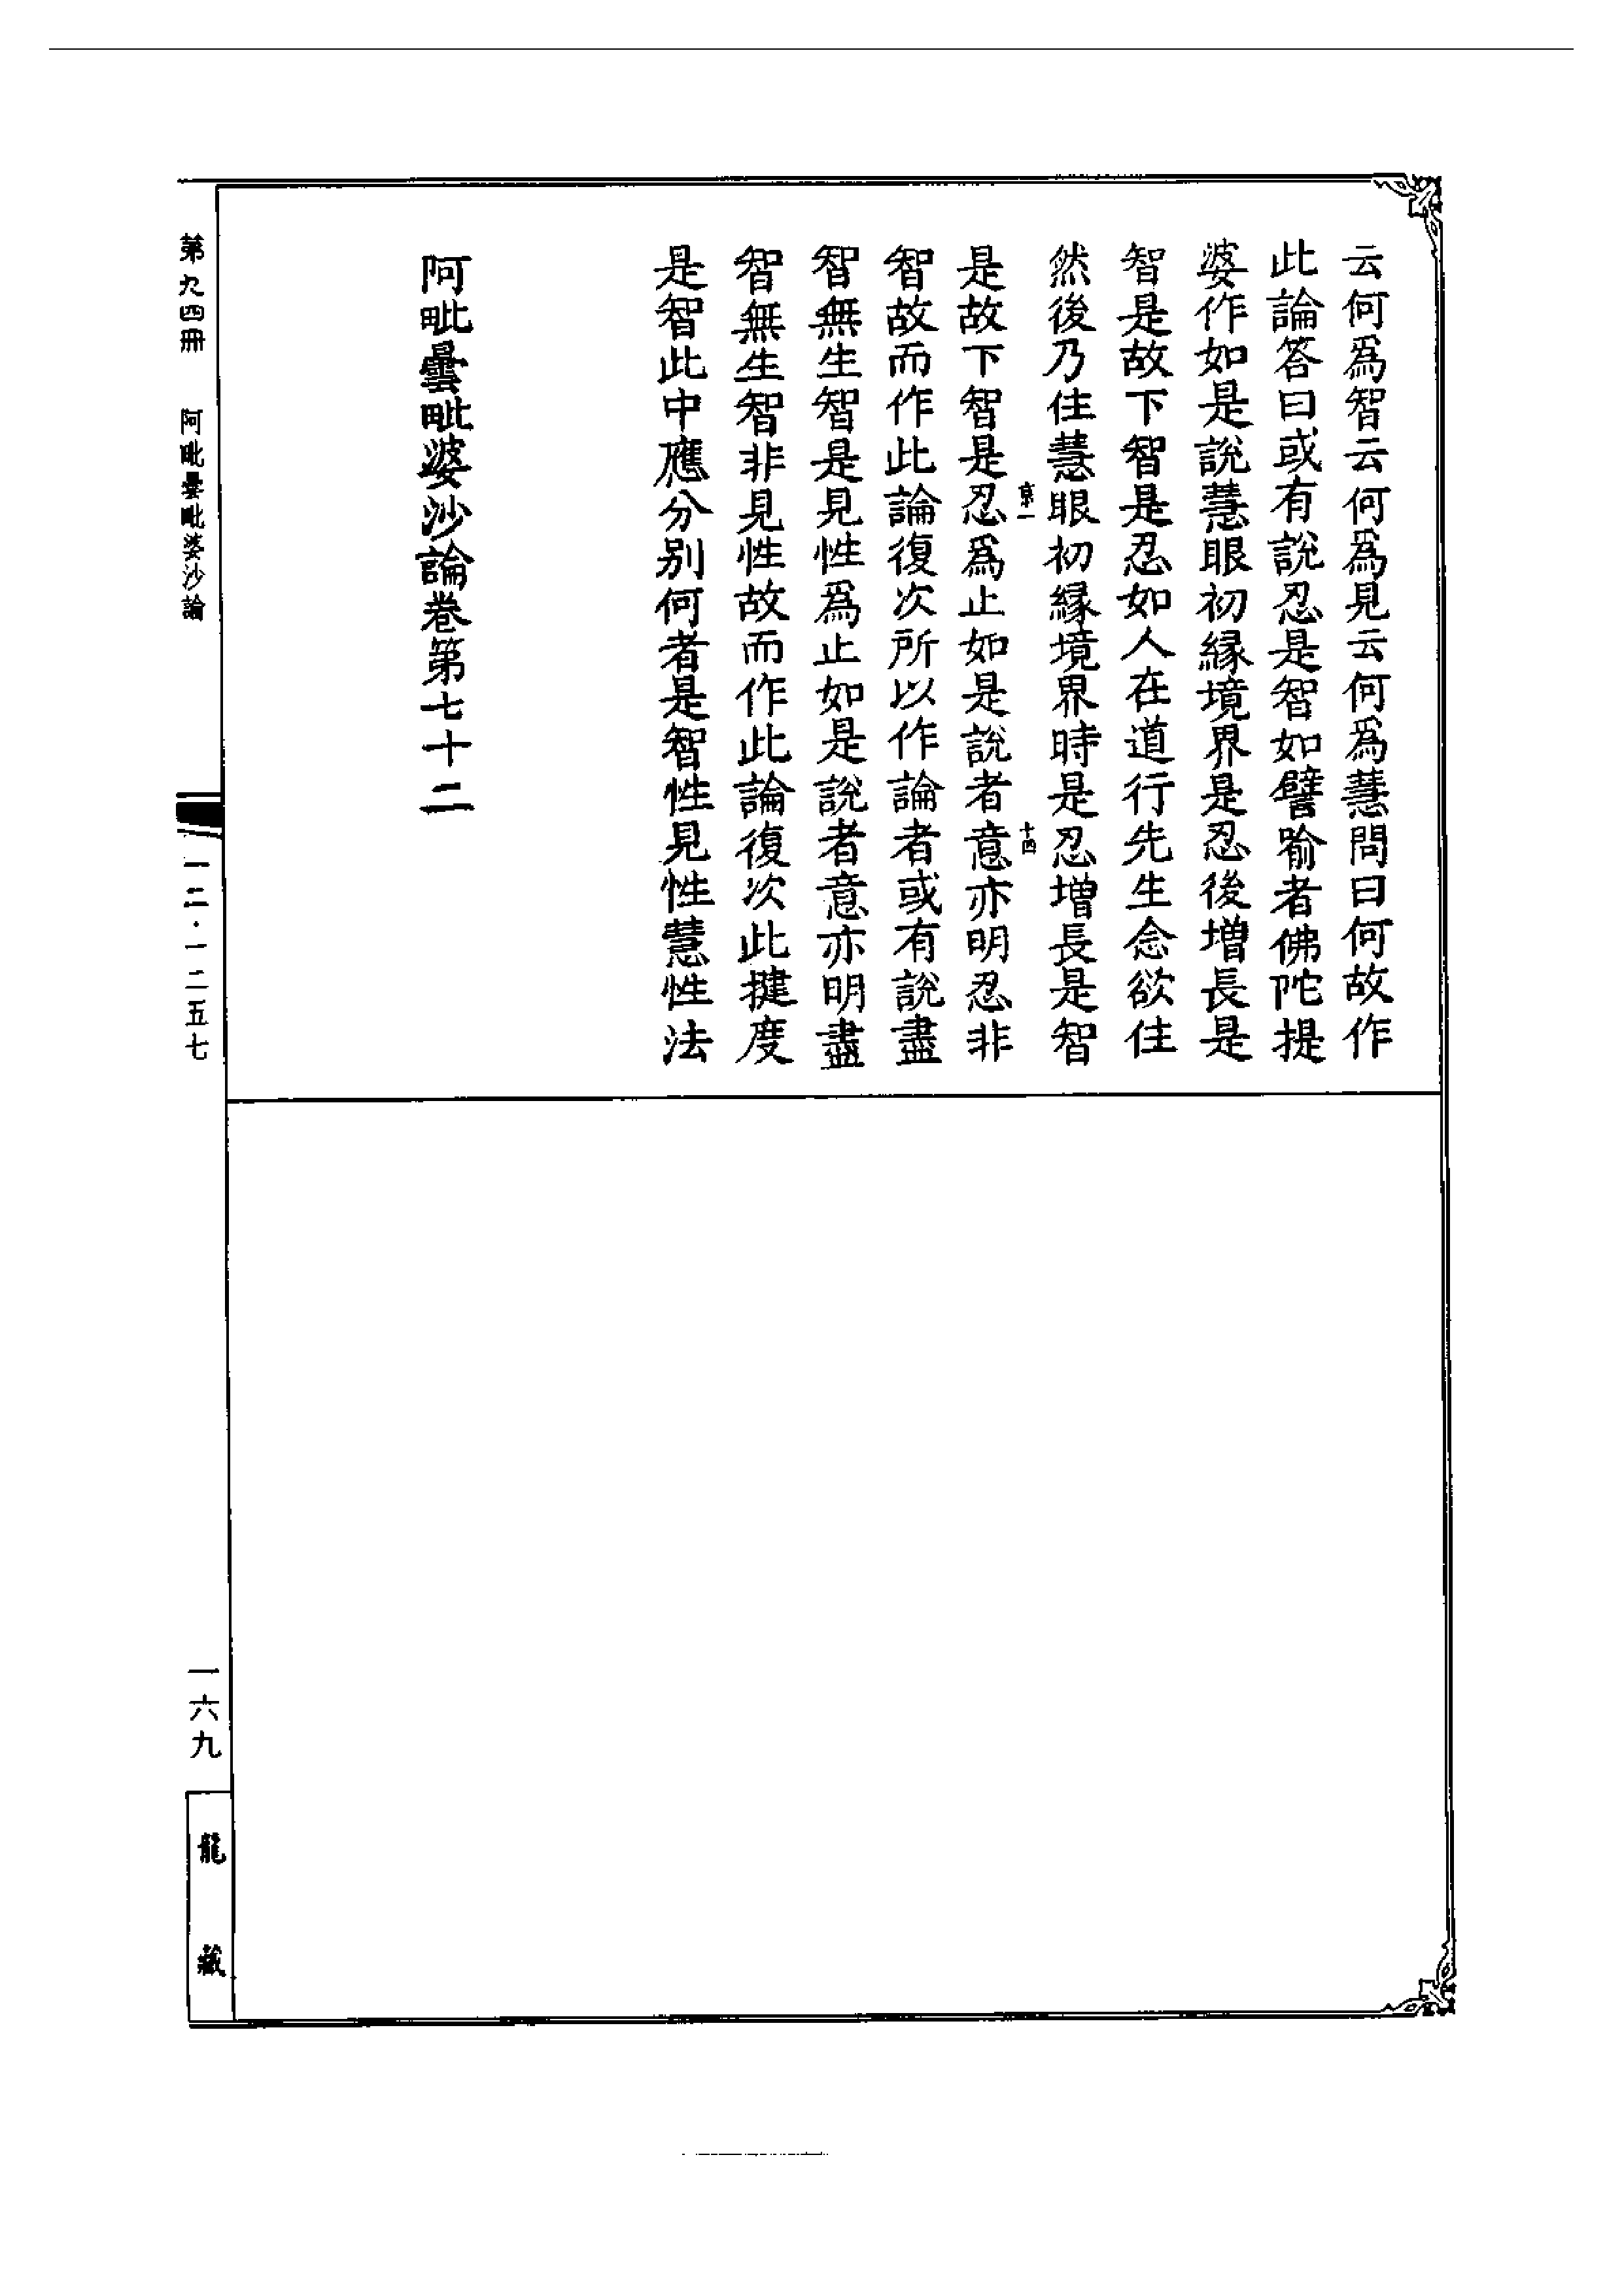 云何爲智云何爲見云何爲慧問曰何故作
此論答曰或有說忍是智如譬喻者佛陀提
婆作如是說慧眼初緣境界是忍後增長是
智是故下智是忍如人在道行先生念欲住
然後乃住慧眼初緣境界時是忍增長是智
京一 十四
是故下智是忍爲止如是說者意亦明忍非
智故而作此論復次所以作論者或有說盡
智無生智是見性爲止如是說者意亦明盡
智無生智非見性故而作此論復次此揵度
是智此中應分別何者是智性見性慧性法
阿毗曇毗婆沙論卷第七十二
第九四冊 阿毗曇毗婆沙論
一二·一二五七
一六九
龍藏